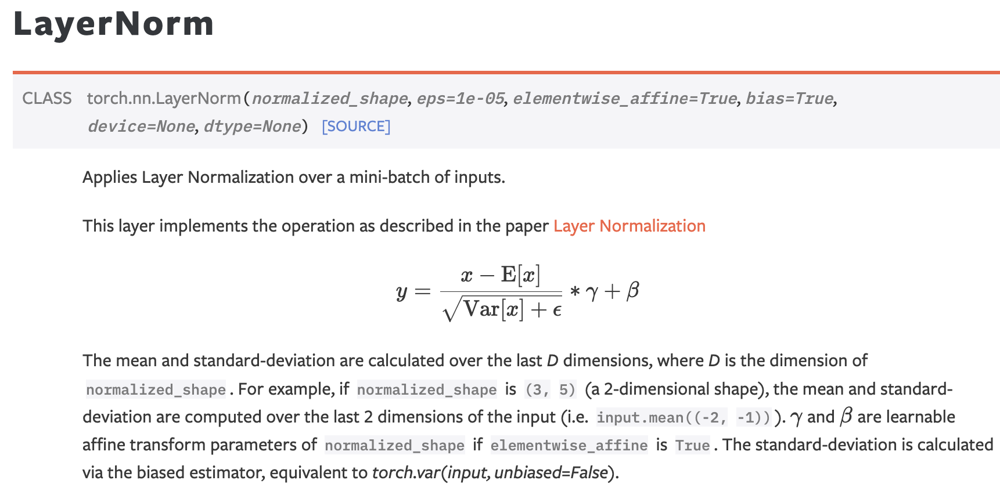 LayerNorm
CLASS torch.nn.LayerNorm(normalized_shape, eps=1e-05, elementwise_affine=True, bias=True,
device=None, dtype=None) [SOURCE]
Applies Layer Normalization over a mini-batch of inputs.
This layer implements the operation as described in the paper Layer Normalization
y = \frac{x - \mathrm{E}[x]}{\sqrt{\mathrm{Var}[x] + \epsilon}} * \gamma + \beta
The mean and standard-deviation are calculated over the last D dimensions, where D is the dimension of
normalized_shape. For example, if normalized_shape is (3, 5) (a 2-dimensional shape), the mean and standard-
deviation are computed over the last 2 dimensions of the input (i.e. input.mean((-2, -1))). γ and β are learnable
affine transform parameters of normalized_shape if elementwise_affine is True. The standard-deviation is calculated
via the biased estimator, equivalent to torch.var(input, unbiased=False).